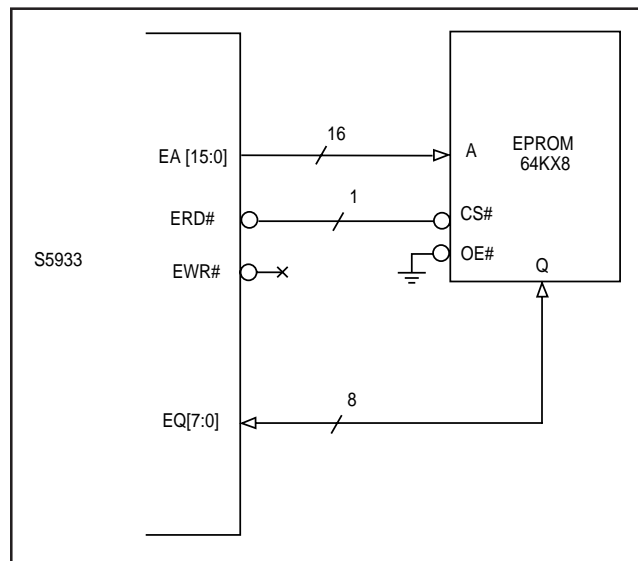 16
EA [15:0]
A
EPROM
64KX8
1
ERD#
CS#
S5933
EWR#
OE#
Q
8
EQ[7:0]